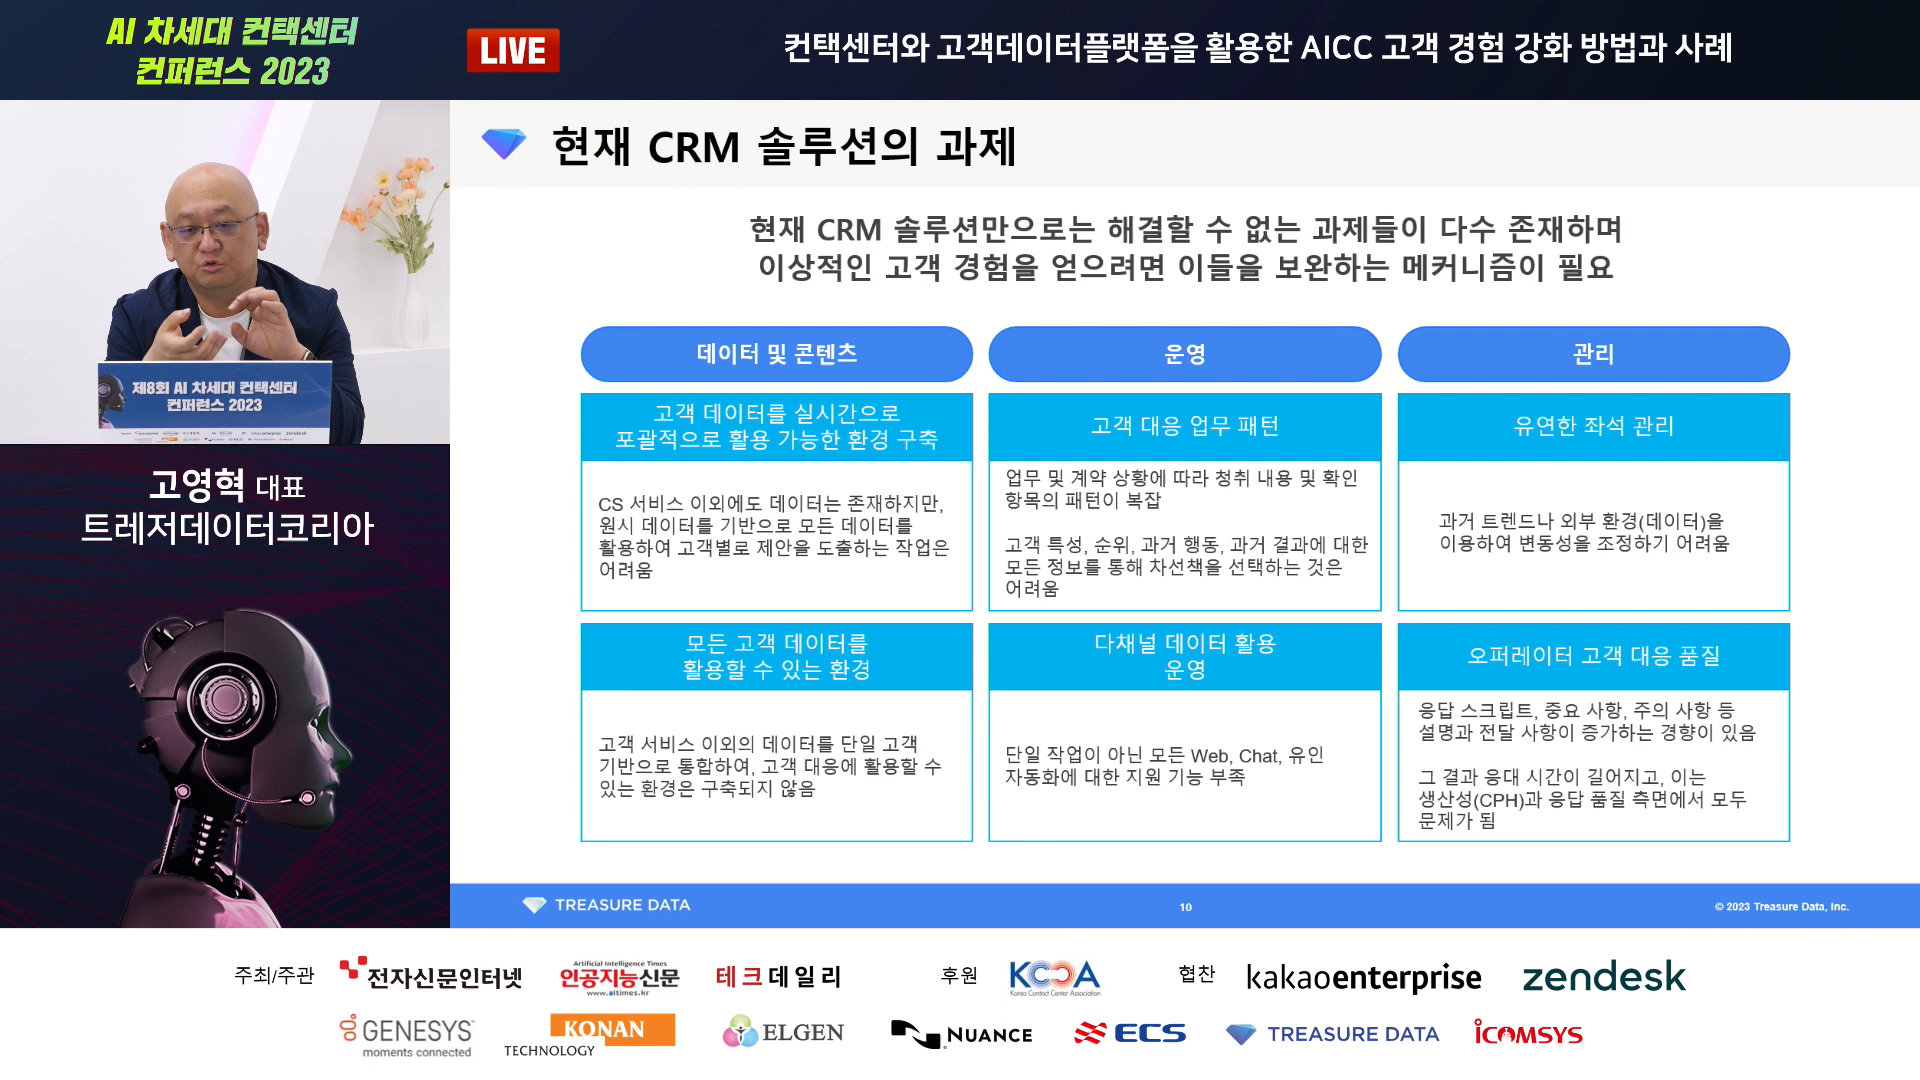 AI 차세대 컨택센터
컨퍼런스 2023
LIVE
컨택센터와 고객데이터플랫폼을 활용한 AICC 고객 경험 강화 방법과 사례
제8회 AI 차세대 컨택센터
컨퍼런스 2023
고영혁 대표
트레저데이터코리아
현재 CRM 솔루션의 과제
현재 CRM 솔루션만으로는 해결할 수 없는 과제들이 다수 존재하며
이상적인 고객 경험을 얻으려면 이들을 보완하는 메커니즘이 필요
데이터 및 콘텐츠
고객 데이터를 실시간으로
포괄적으로 활용 가능한 환경 구축
CS 서비스 이외에도 데이터는 존재하지만,
원시 데이터를 기반으로 모든 데이터를
활용하여 고객별로 제안을 도출하는 작업은
어려움
모든 고객 데이터를
활용할 수 있는 환경
고객 서비스 이외의 데이터를 단일 고객
기반으로 통합하여, 고객 대응에 활용할 수
있는 환경은 구축되지 않음
운영
고객 대응 업무 패턴
업무 및 계약 상황에 따라 청취 내용 및 확인
항목의 패턴이 복잡
고객 특성, 순위, 과거 행동, 과거 결과에 대한
모든 정보를 통해 차선책을 선택하는 것은
어려움
다채널 데이터 활용
운영
단일 작업이 아닌 모든 Web, Chat, 유인
자동화에 대한 지원 기능 부족
관리
유연한 좌석 관리
과거 트렌드나 외부 환경(데이터)을
이용하여 변동성을 조정하기 어려움
오퍼레이터 고객 대응 품질
응답 스크립트, 중요 사항, 주의 사항 등
설명과 전달 사항이 증가하는 경향이 있음
그 결과 응대 시간이 길어지고, 이는
생산성(CPH)과 응답 품질 측면에서 모두
문제가 됨
TREASURE DATA
10
© 2023 Treasure Data, Inc.
주최/주관
전자신문인터넷
Artificial Intelligence Times
인공지능신문
www.aitimes.kr
테크데일리
후원
KCCA
Korea Contact Center Association
협찬
kakaoenterprise
zendesk
GENESYS
moments connected
KONAN
TECHNOLOGY
ELGEN
NUANCE
ECS
TREASURE DATA
iCOMSYS